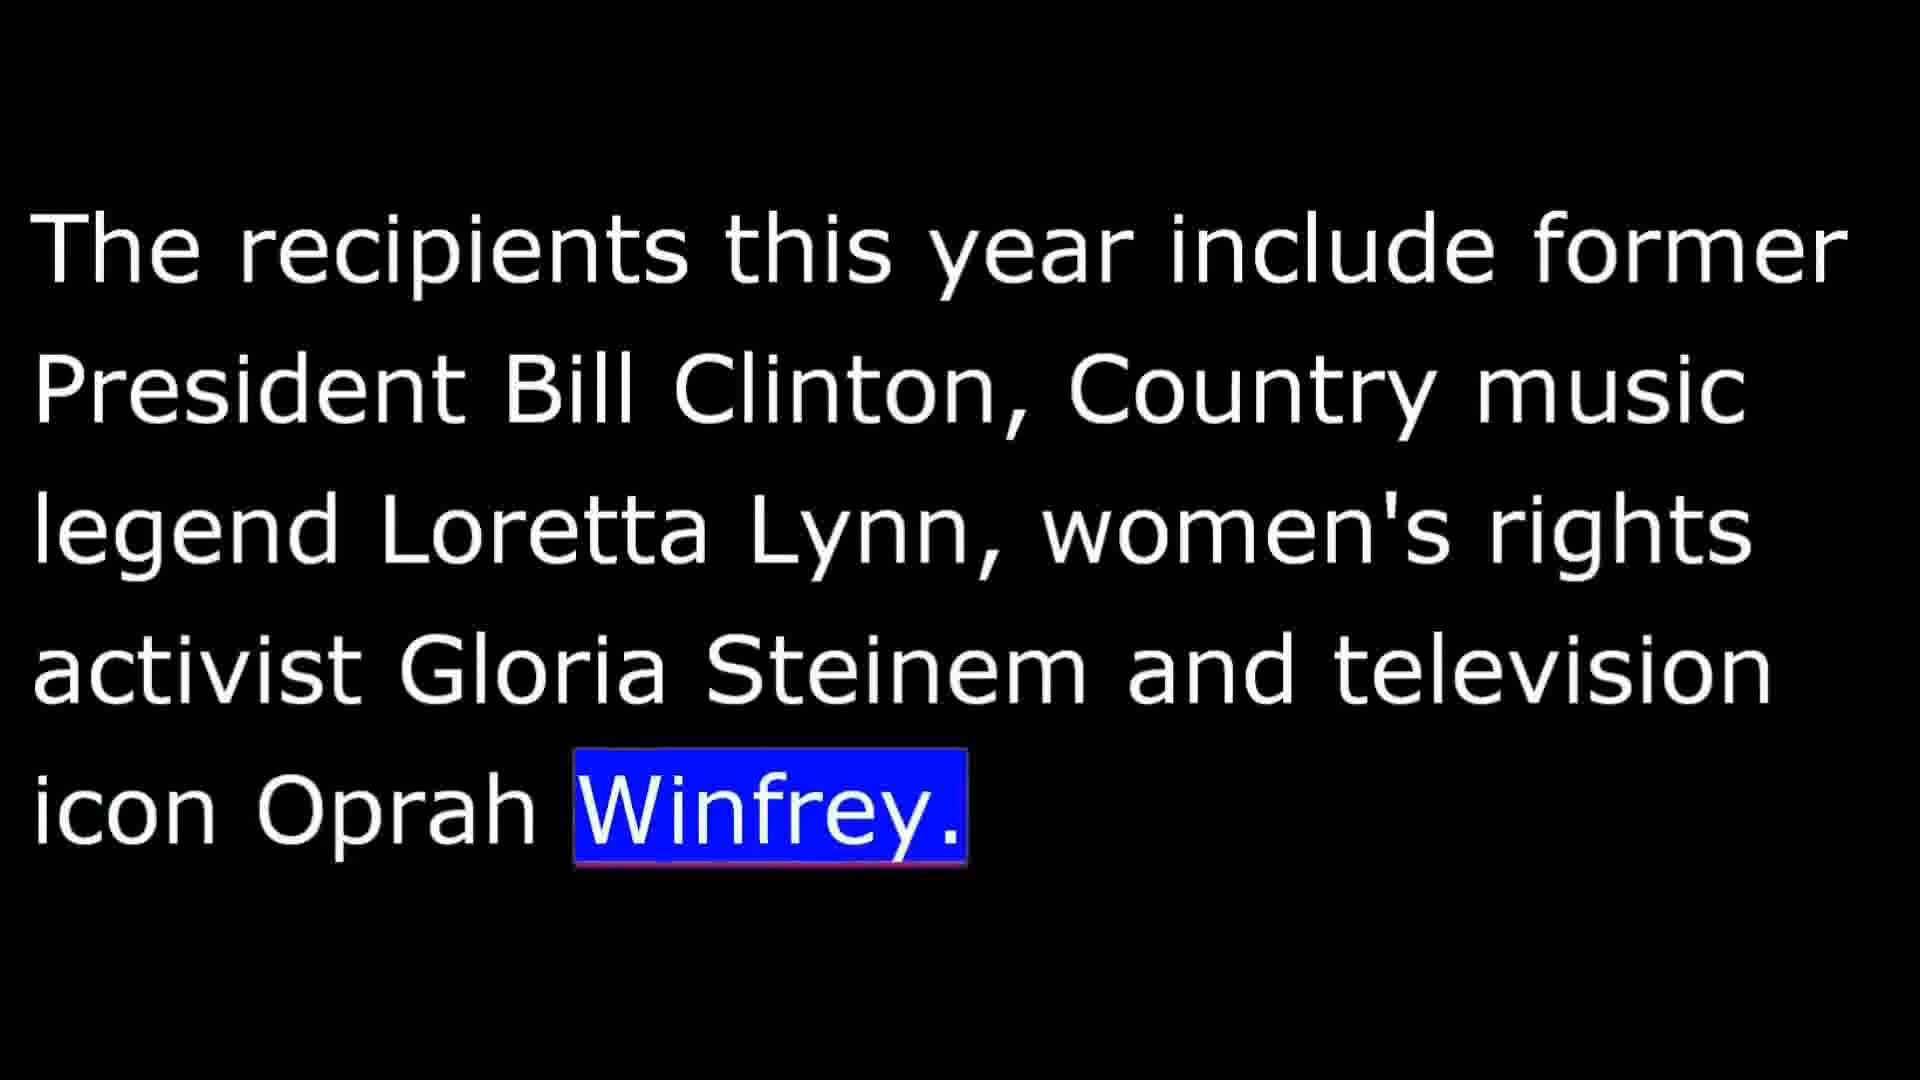 The recipients this year include former
President Bill Clinton, Country music
legend Loretta Lynn, women's rights
activist Gloria Steinem and television
icon Oprah Winfrey.